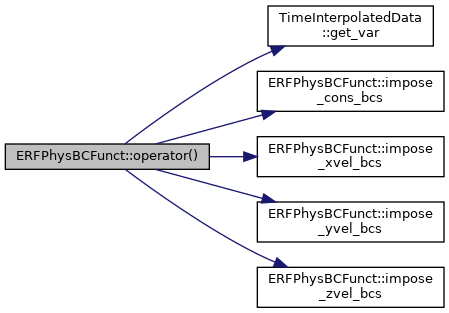 TimeInterpolatedData
::get_var
ERFPhysBCFunct::impose
_cons_bcs
ERFPhysBCFunct::operator()
ERFPhysBCFunct::impose
_xvel_bcs
ERFPhysBCFunct::impose
_yvel_bcs
ERFPhysBCFunct::impose
_zvel_bcs